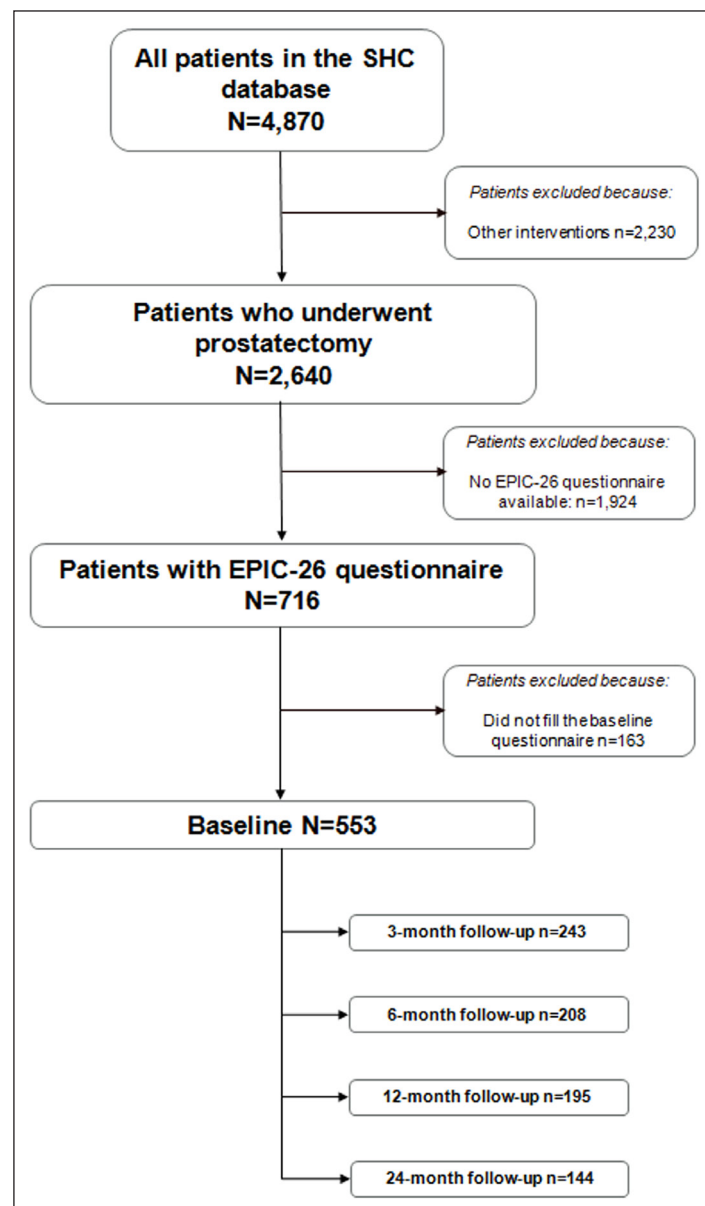 All patients in the SHC
database
N=4,870
Patients excluded because:
Other interventions n=2,230
Patients who underwent
prostatectomy
N=2,640
Patients excluded because:
No EPIC-26 questionnaire
available: n=1,924
Patients with EPIC-26 questionnaire
N=716
Patients excluded because:
Did not fill the baseline
questionnaire n=163
Baseline N=553
3-month follow-up n=243
6-month follow-up n=208
12-month follow-up n=195
24-month follow-up n=144